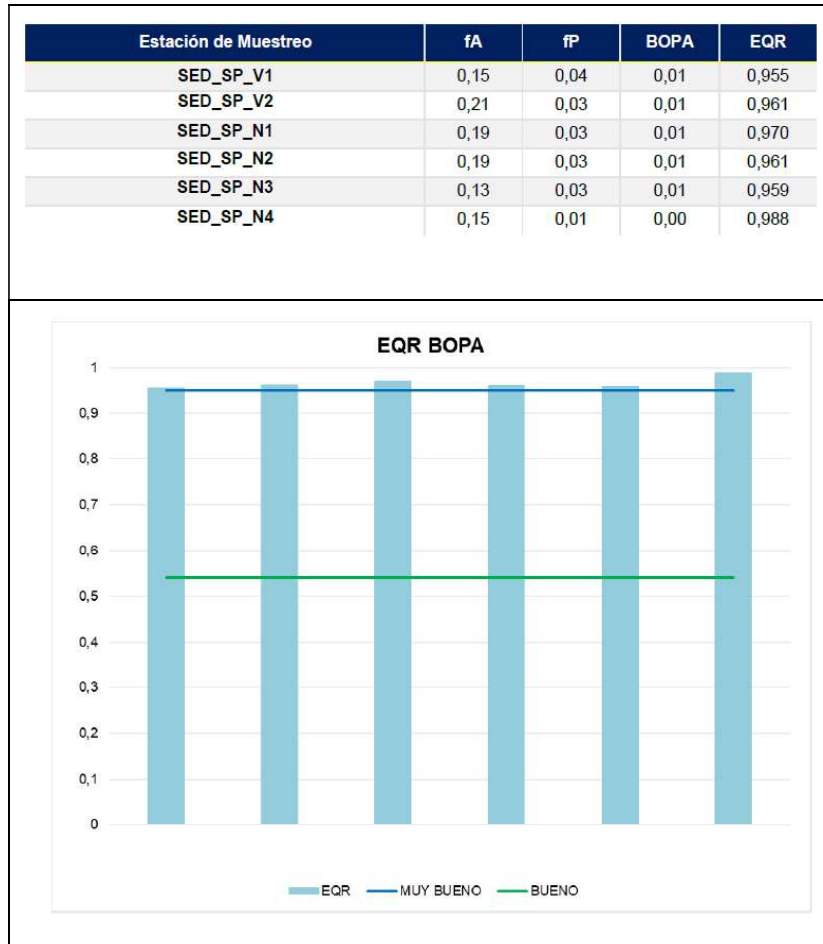 Estación de Muestreo fA fP BOPA EQR
SED_SP_V1 0,15 0,04 0,01 0,955
SED_SP_V2 0,21 0,03 0,01 0,961
SED_SP_N1 0,19 0,03 0,01 0,970
SED_SP_N2 0,19 0,03 0,01 0,961
SED_SP_N3 0,13 0,03 0,01 0,959
SED_SP_N4 0,15 0,01 0,00 0,988
EQR BOPA
1
0,9
0,8
0,7
0,6
0,5
0,4
0,3
0,2
0,1
0
EQR MUY BUENO BUENO